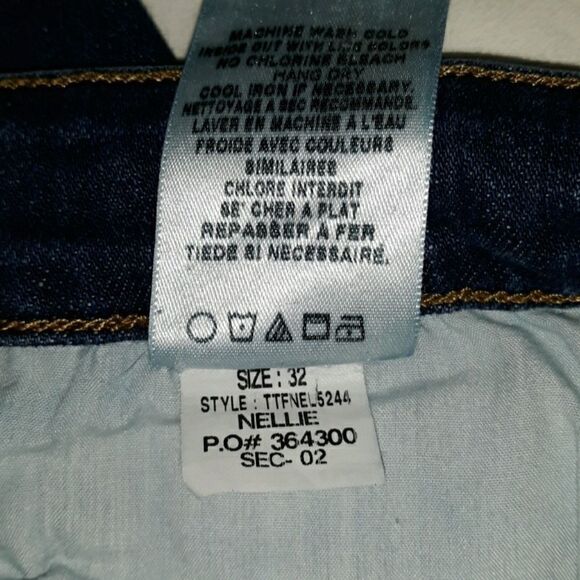 MACHINE WASH COLD
INSIDE OUT WITH LIKE COLORS
NO CHLORINE BLEACH
HANG DRY
COOL IRON IF NECESSARY.
NETTOYAGE A SEC RECOMMANDE.
LAVER EN MACHINE A L'EAU
FROIDE AVEC COULEURS
SIMILAIRES
CHLORE INTERDIT
SE' CHER A PLAT
REPASSER A FER
TIEDE SI NECESSAIRE.
SIZE : 32
STYLE : TTFNEL5244
NELLIE
P.O# 364300
SEC- 02